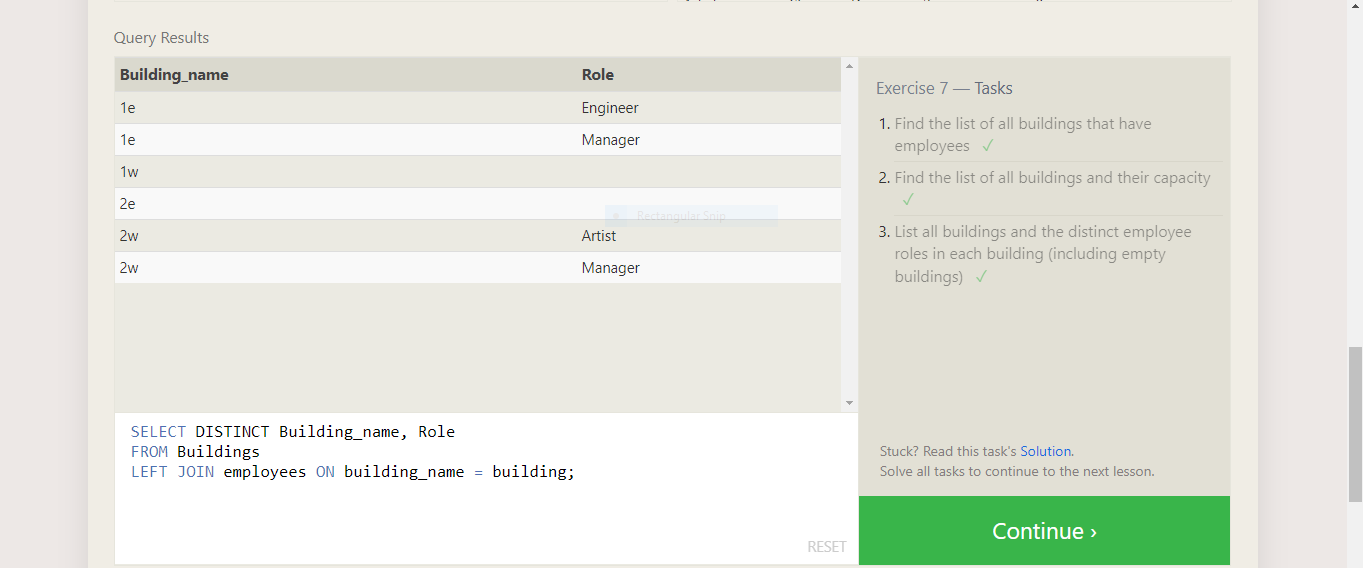 Query Results
Building_name Role
1e Engineer
1e Manager
1w
2e
Rectangular Snip
2w Artist
2w Manager
SELECT DISTINCT Building_name, Role
FROM Buildings
LEFT JOIN employees ON building_name = building;
RESET
Exercise 7 — Tasks
1. Find the list of all buildings that have
employees ✓
2. Find the list of all buildings and their capacity
✓
3. List all buildings and the distinct employee
roles in each building (including empty
buildings) ✓
Stuck? Read this task's Solution.
Solve all tasks to continue to the next lesson.
Continue ›